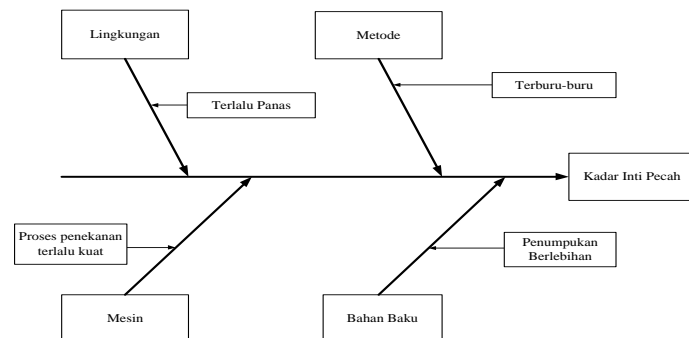 Lingkungan
Metode
Terlalu Panas
Terburu-buru
Kadar Inti Pecah
Proses penekanan
terlalu kuat
Penumpukan
Berlebihan
Mesin
Bahan Baku